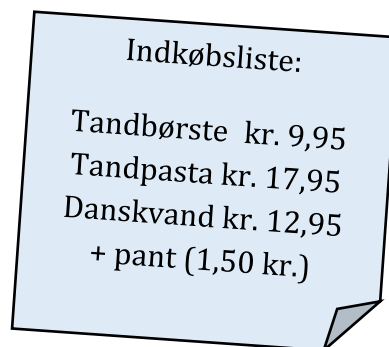 Indkøbsliste:
Tandbørste kr. 9,95
Tandpasta kr. 17,95
Danskvand kr. 12,95
+ pant (1,50 kr.)